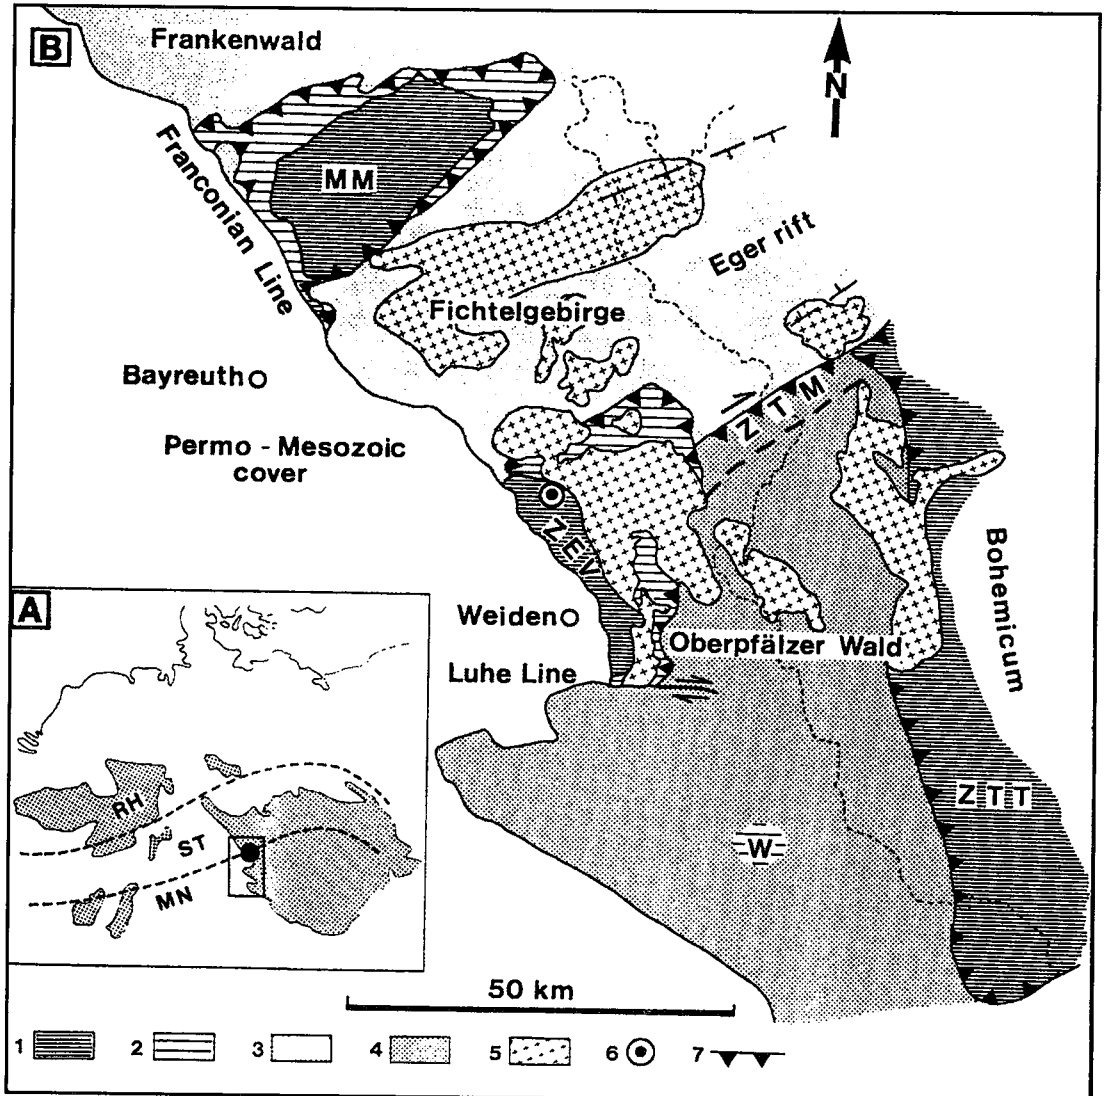 B
Frankenwald
N
Franconian Line
MM
Eger rift
Fichtelgebirge
Bayreuth
ZTM
Permo - Mesozoic
cover
ZEV
Bohemicum
A
Weiden
Oberpfälzer Wald
Luhe Line
RH
ST
MN
ZTT
W
50 km
1 2 3 4 5 6 7